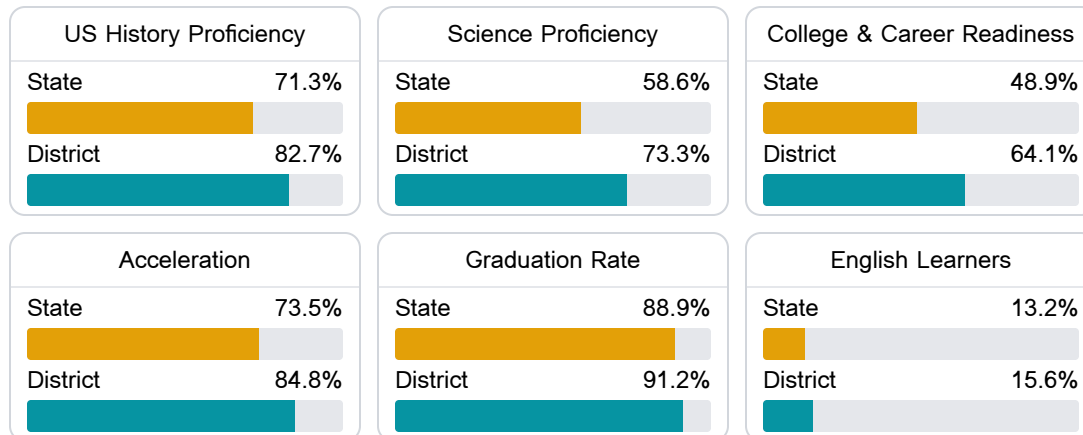 US History Proficiency
State 71.3%
District 82.7%
Science Proficiency
State 58.6%
District 73.3%
College & Career Readiness
State 48.9%
District 64.1%
Acceleration
State 73.5%
District 84.8%
Graduation Rate
State 88.9%
District 91.2%
English Learners
State 13.2%
District 15.6%